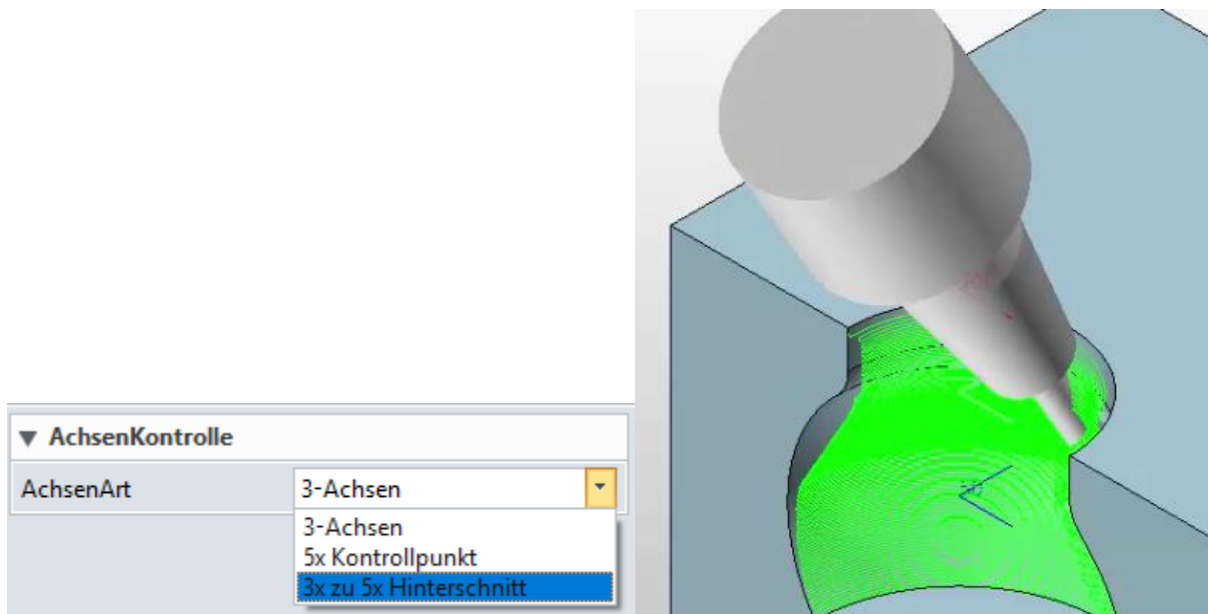 AchsenKontrolle
AchsenArt
3-Achsen
3-Achsen
5x Kontrollpunkt
3x zu 5x Hinterschnitt